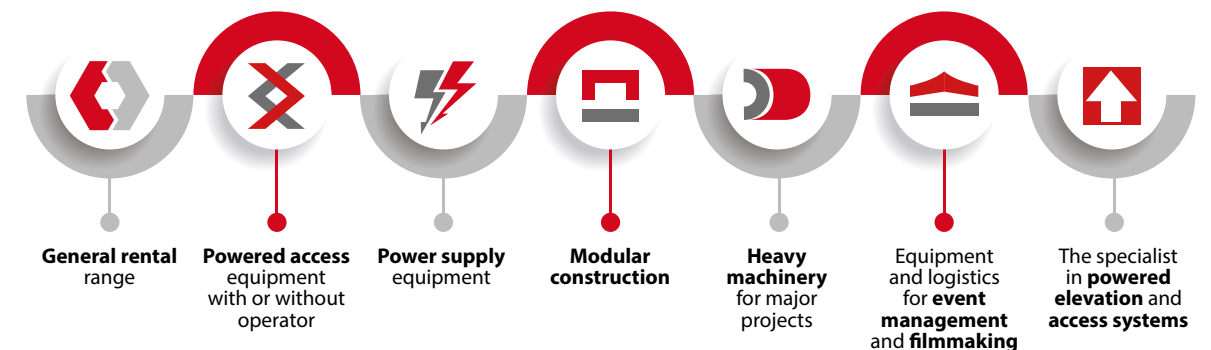 General rental
range
Powered access
equipment
with or without
operator
Power supply
equipment
Modular
construction
Heavy
machinery
for major
projects
Equipment
and logistics
for event
management
and filmmaking
The specialist
in powered
elevation and
access systems